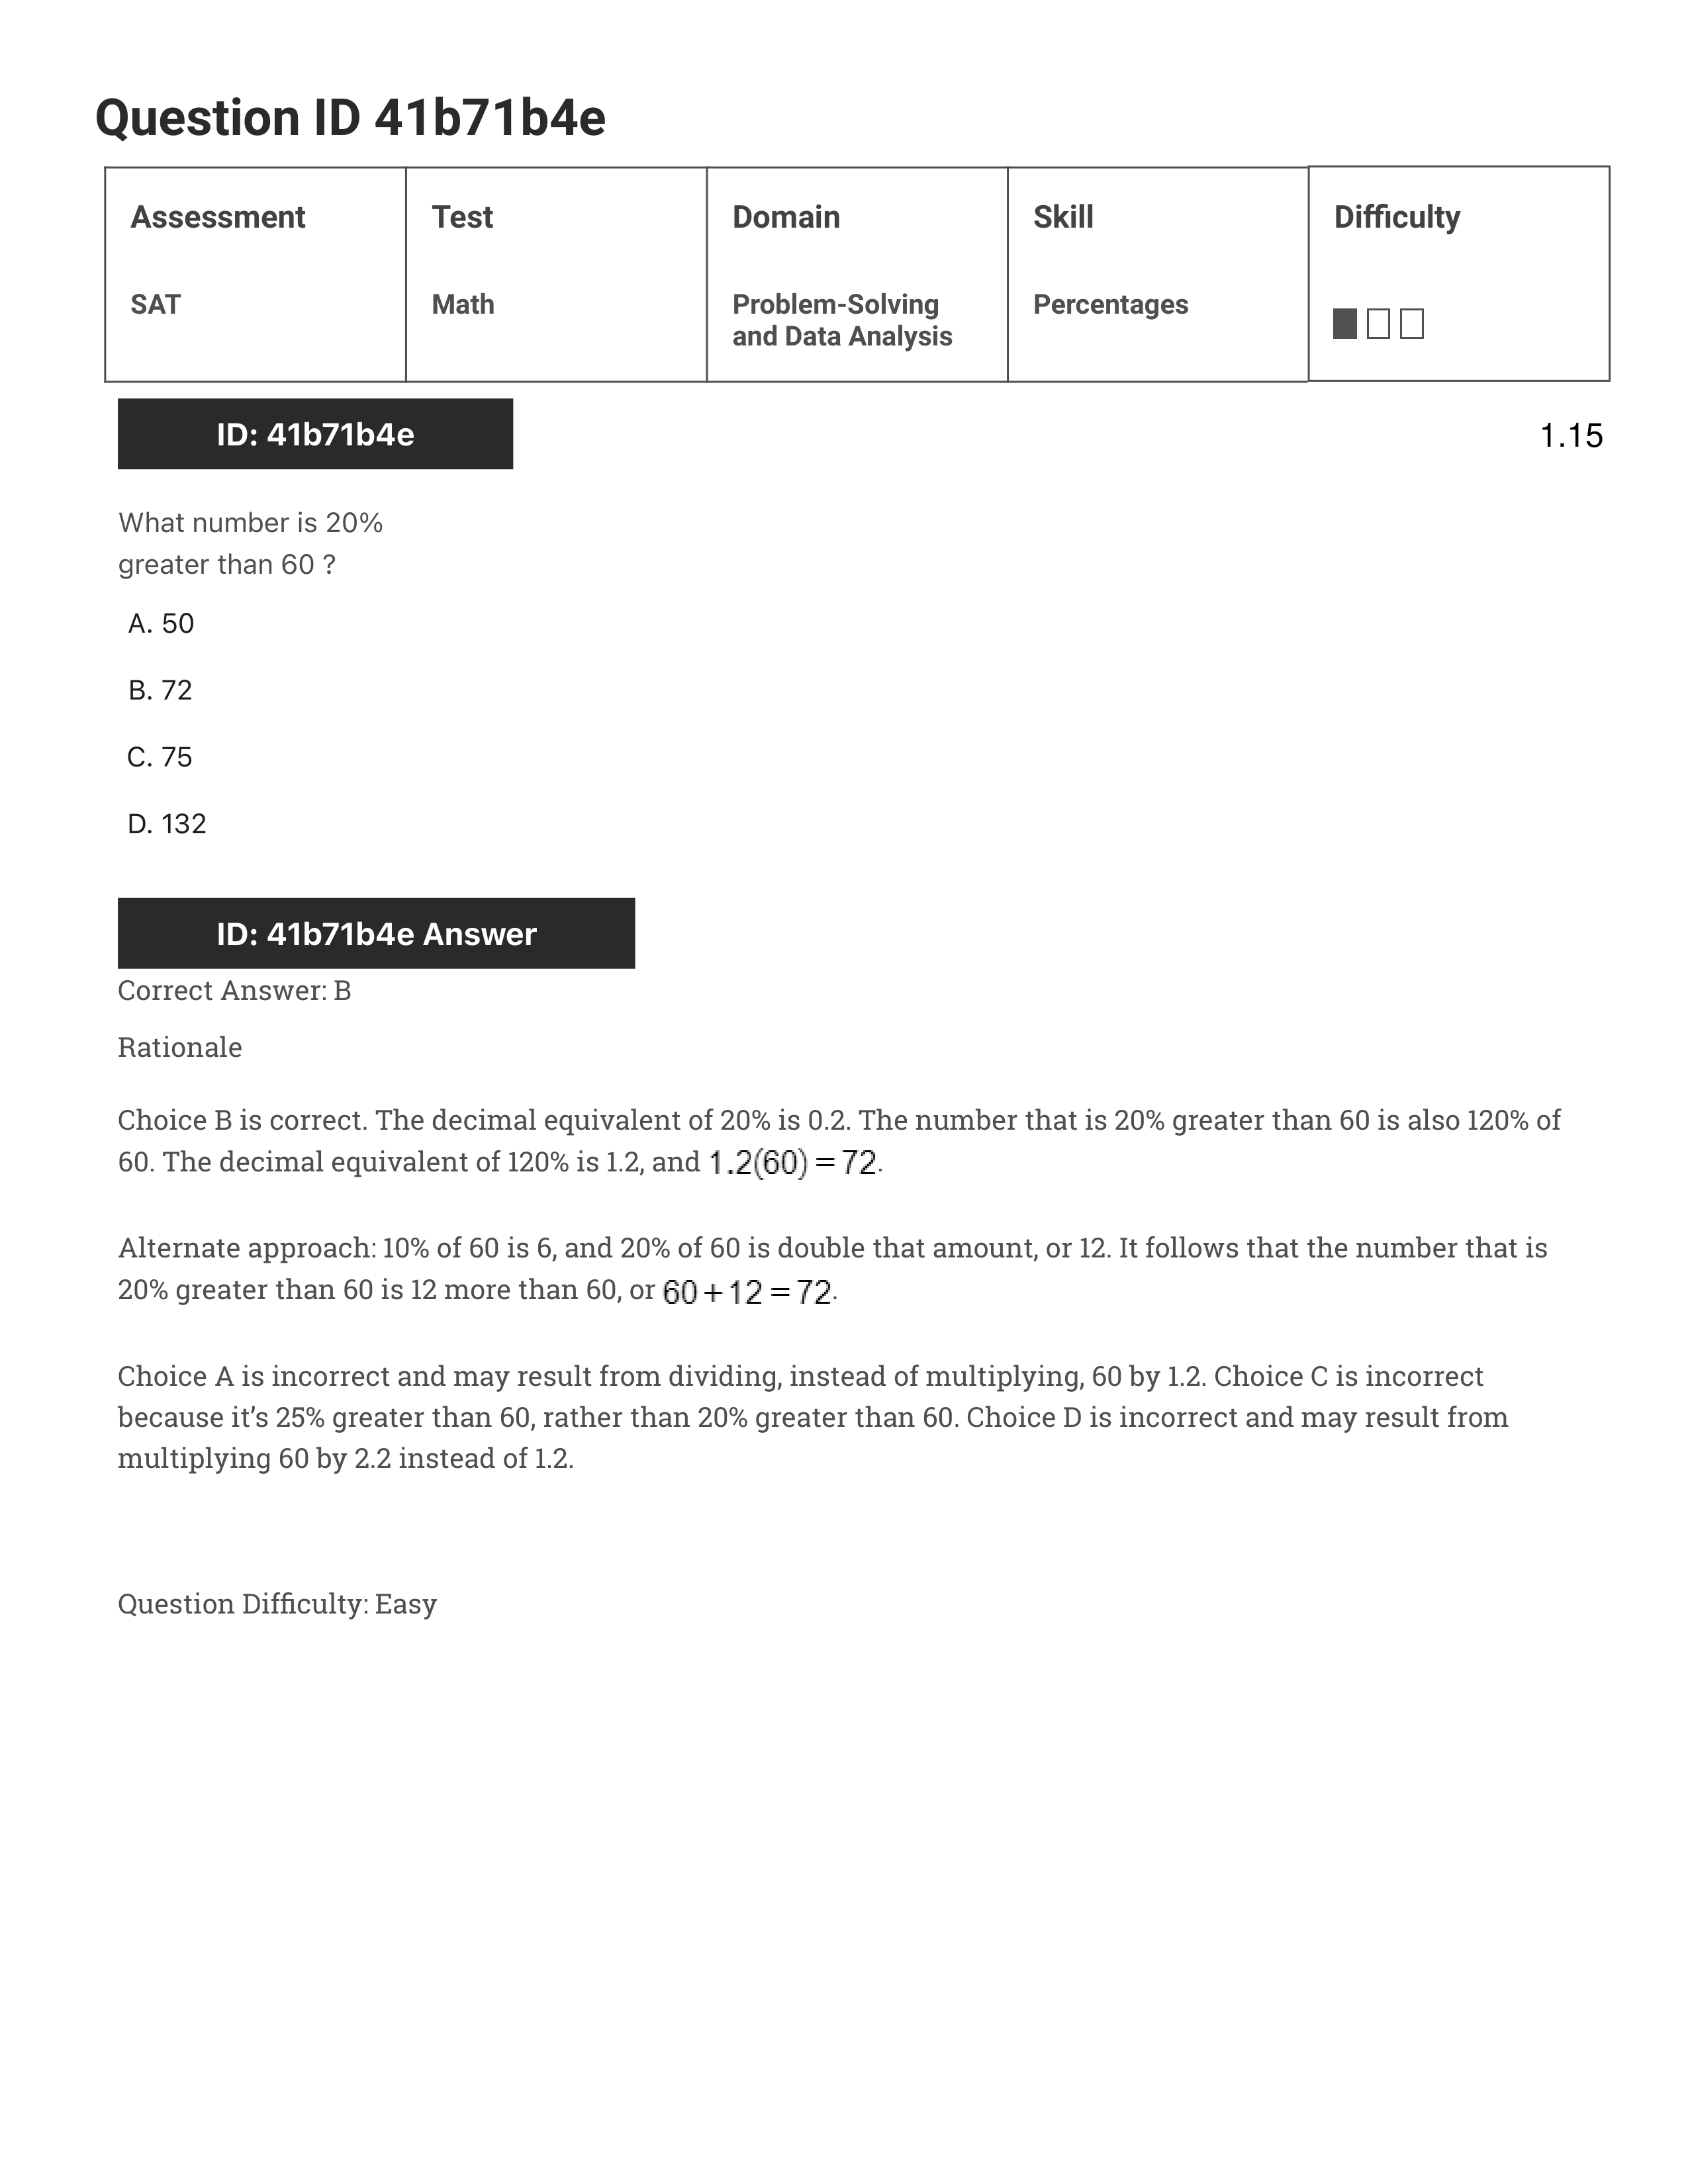 Question ID 41b71b4e
Assessment
Test
Domain
Skill
Difficulty
SAT
Math
Problem-Solving
and Data Analysis
Percentages
ID: 41b71b4e
1.15
What number is 20%
greater than 60 ?
A. 50
B. 72
C. 75
D. 132
ID: 41b71b4e Answer
Correct Answer: B
Rationale
Choice B is correct. The decimal equivalent of 20% is 0.2. The number that is 20% greater than 60 is also 120% of
60. The decimal equivalent of 120% is 1.2, and 1.2(60) = 72.
Alternate approach: 10% of 60 is 6, and 20% of 60 is double that amount, or 12. It follows that the number that is
20% greater than 60 is 12 more than 60, or 60 + 12 = 72.
Choice A is incorrect and may result from dividing, instead of multiplying, 60 by 1.2. Choice C is incorrect
because it’s 25% greater than 60, rather than 20% greater than 60. Choice D is incorrect and may result from
multiplying 60 by 2.2 instead of 1.2.
Question Difficulty: Easy